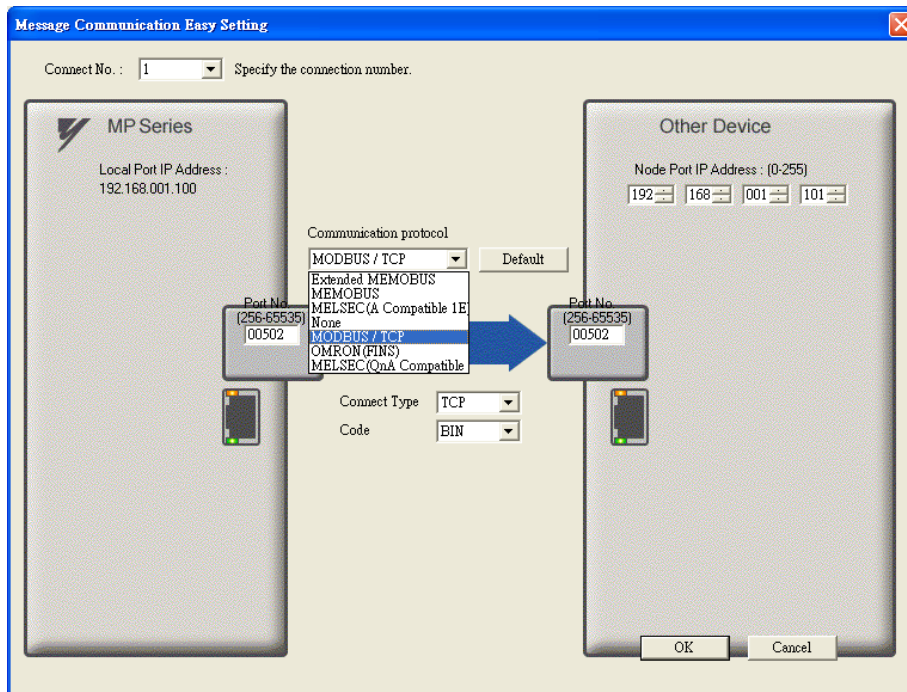 Message Communication Easy Setting
Connect No. : 1 Specify the connection number.
MP Series
Local Port IP Address :
192.168.001.100
Other Device
Node Port IP Address : (0-255)
192 168 001 101
Communication protocol
MODBUS / TCP Default
Extended MEMOBUS
MEMOBUS
MELSEC(A Compatible 1E
None
MODBUS / TCP
OMRON(FINS)
MELSEC(QnA Compatible
Port No.
(256-65535)
00502
Port No.
(256-65535)
00502
Connect Type TCP
Code BIN
OK Cancel